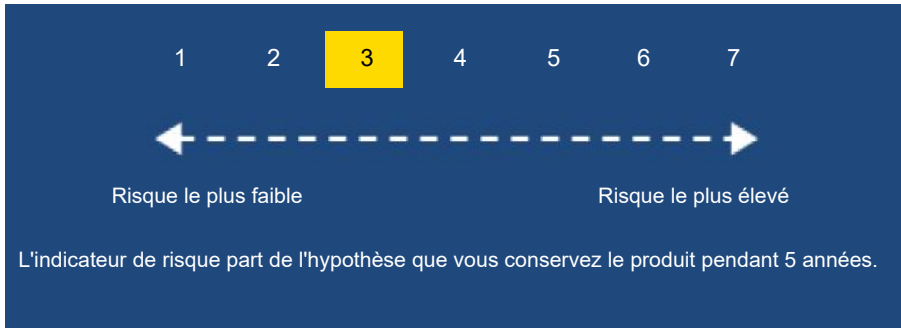 1 2 3 4 5 6 7
Risque le plus faible Risque le plus élevé
L'indicateur de risque part de l'hypothèse que vous conservez le produit pendant 5 années.